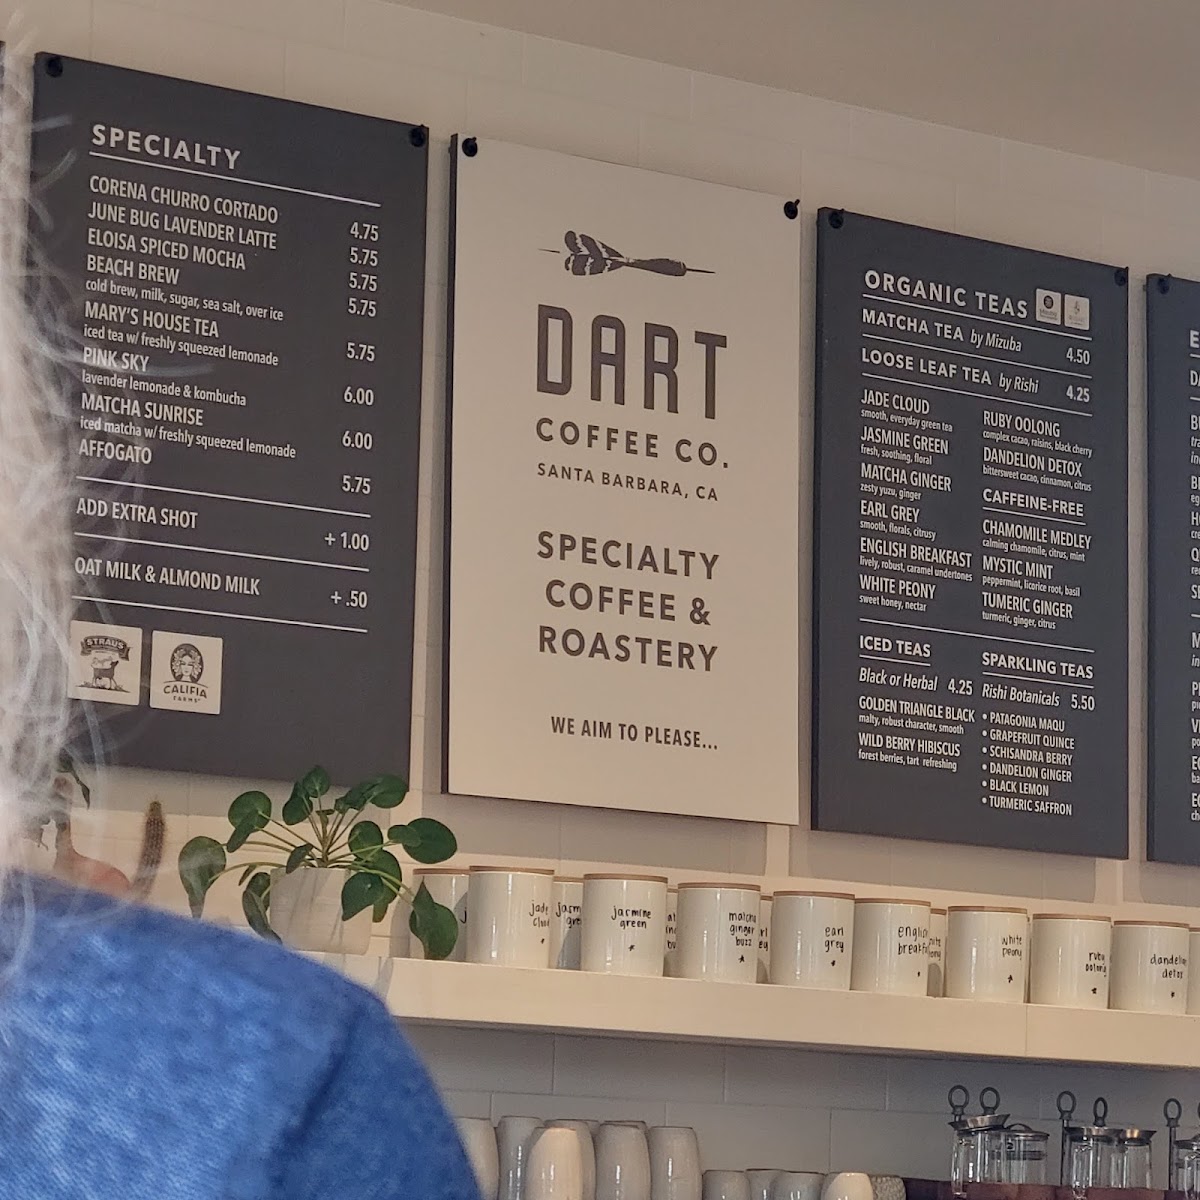 SPECIALTY
CORENA CHURRO CORTADO 4.75
JUNE BUG LAVENDER LATTE 5.75
ELOISA SPICED MOCHA 5.75
BEACH BREW 5.75
cold brew, milk, sugar, sea salt, over ice
MARY'S HOUSE TEA 5.75
iced tea w/ freshly squeezed lemonade
PINK SKY 6.00
lavender lemonade & kombucha
MATCHA SUNRISE 6.00
iced matcha w/ freshly squeezed lemonade
AFFOGATO 5.75
ADD EXTRA SHOT + 1.00
OAT MILK & ALMOND MILK + .50
STRAUS
CALIFIA
FARMS
DART
COFFEE CO.
SANTA BARBARA, CA
SPECIALTY
COFFEE &
ROASTERY
WE AIM TO PLEASE...
ORGANIC TEAS
MATCHA TEA by Mizuba 4.50
LOOSE LEAF TEA by Rishi 4.25
JADE CLOUD
smooth, everyday green tea
JASMINE GREEN
fresh, soothing, floral
MATCHA GINGER
zesty yuzu, ginger
EARL GREY
smooth, florals, citrusy
ENGLISH BREAKFAST
lively, robust, caramel undertones
WHITE PEONY
sweet honey, nectar
RUBY OOLONG
complex cacao, raisins, black cherry
DANDELION DETOX
bittersweet cacao, cinnamon, citrus
CAFFEINE-FREE
CHAMOMILE MEDLEY
calming chamomile, citrus, mint
MYSTIC MINT
peppermint, licorice root, basil
TUMERIC GINGER
turmeric, ginger, citrus
ICED TEAS
Black or Herbal 4.25
GOLDEN TRIANGLE BLACK
malty, robust character, smooth
WILD BERRY HIBISCUS
forest berries, tart refreshing
SPARKLING TEAS
Rishi Botanicals 5.50
• PATAGONIA MAQU
• GRAPEFRUIT QUINCE
• SCHISANDRA BERRY
• DANDELION GINGER
• BLACK LEMON
• TURMERIC SAFFRON
jade
jasmine
green
matcha
ginger
buzz
earl
grey
english
white
peony
ruby
oolong
detox